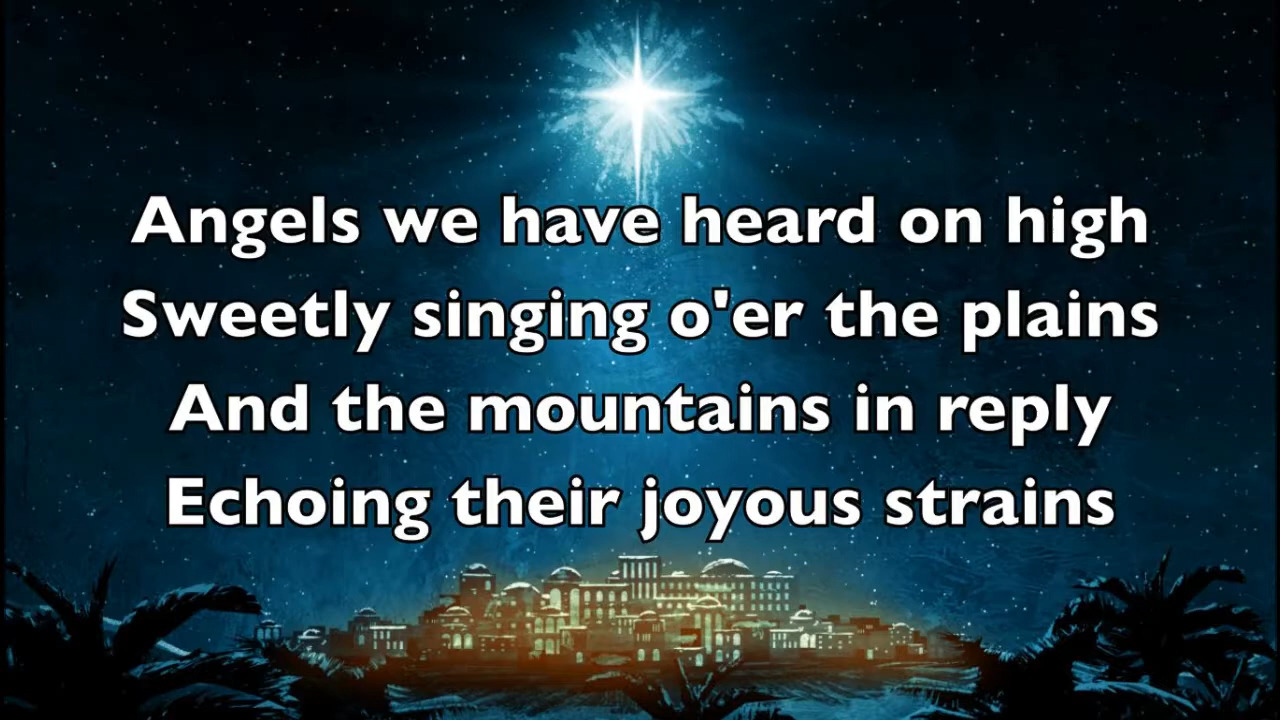 Angels we have heard on high
Sweetly singing o'er the plains
And the mountains in reply
Echoing their joyous strains